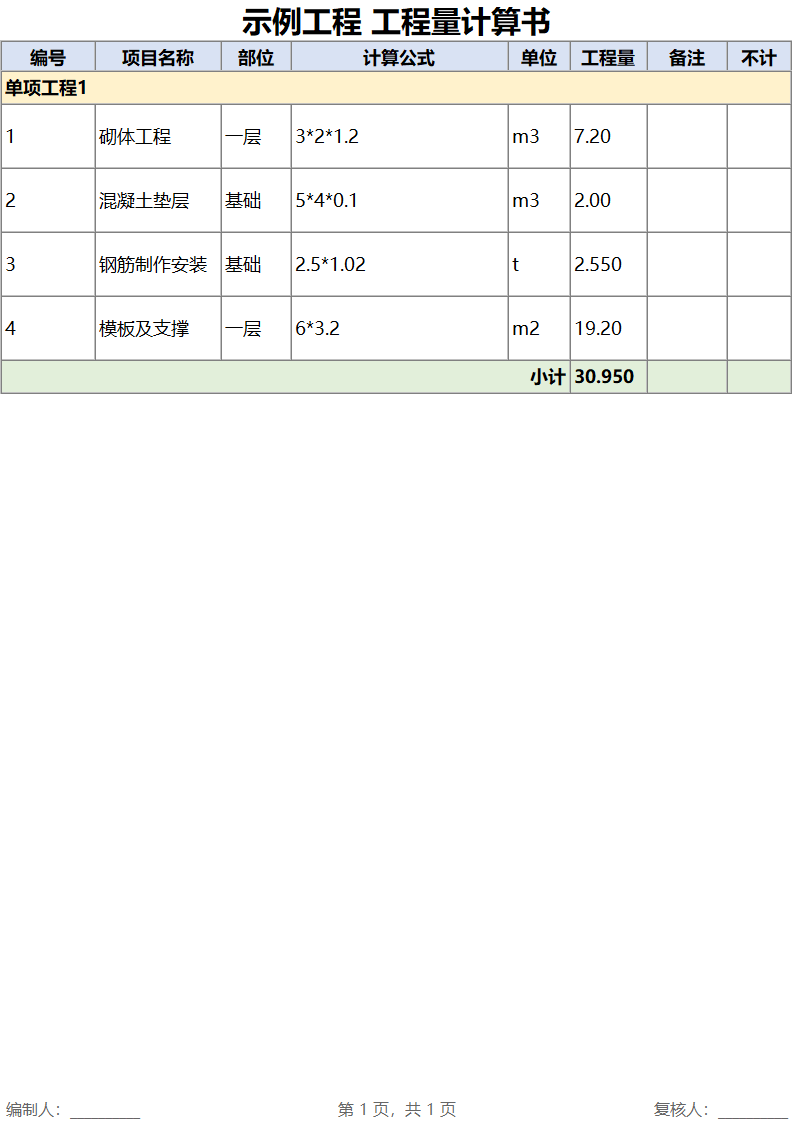 示例工程 工程量计算书
编号 项目名称 部位 计算公式 单位 工程量 备注 不计
单项工程1
1 砌体工程 一层 3*2*1.2 m3 7.20
2 混凝土垫层 基础 5*4*0.1 m3 2.00
3 钢筋制作安装 基础 2.5*1.02 t 2.550
4 模板及支撑 一层 6*3.2 m2 19.20
小计 30.950
编制人：________ 第 1 页，共 1 页 复核人：________